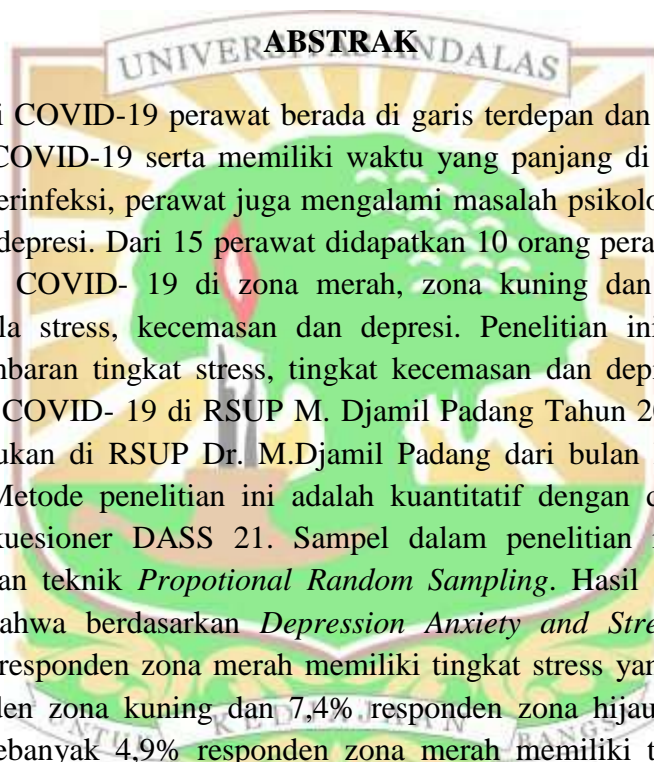 UNIVERSITAS ANDALAS
ABSTRAK
i COVID-19 perawat berada di garis terdepan dan
COVID-19 serta memiliki waktu yang panjang di
erinfeksi, perawat juga mengalami masalah psikolo
depresi. Dari 15 perawat didapatkan 10 orang pera
COVID- 19 di zona merah, zona kuning dan
la stress, kecemasan dan depresi. Penelitian ini
nbaran tingkat stress, tingkat kecemasan dan depi
COVID- 19 di RSUP M. Djamil Padang Tahun 20
ukan di RSUP Dr. M.Djamil Padang dari bulan
Metode penelitian ini adalah kuantitatif dengan d
kuesioner DASS 21. Sampel dalam penelitian i
an teknik Propotional Random Sampling. Hasil
ahwa berdasarkan Depression Anxiety and Stre
responden zona merah memiliki tingkat stress yan
len zona kuning dan 7,4% responden zona hijau
ebanyak 4,9% responden zona merah memiliki t
UNTUK KEDJAJAAN BANGS